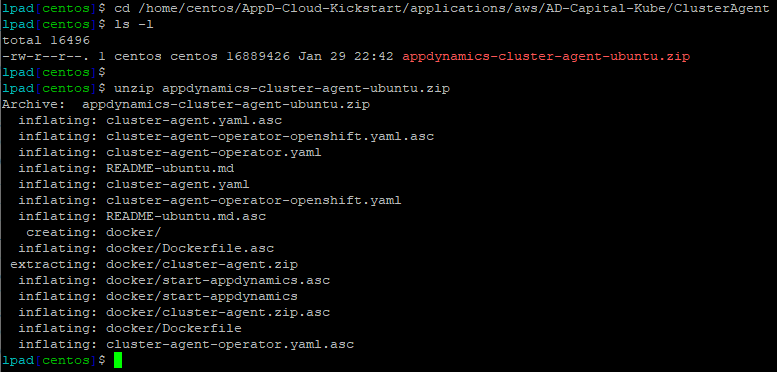 lpad[centos] $ cd /home/centos/AppD-Cloud-Kickstart/applications/aws/AD-Capital-Kube/ClusterAgent
lpad[centos] $ ls -l
total 16496
-rw-r--r--. 1 centos centos 16889426 Jan 29 22:42 appdynamics-cluster-agent-ubuntu.zip
lpad[centos] $
lpad[centos] $ unzip appdynamics-cluster-agent-ubuntu.zip
Archive:  appdynamics-cluster-agent-ubuntu.zip
  inflating: cluster-agent.yaml.asc
  inflating: cluster-agent-operator-openshift.yaml.asc
  inflating: cluster-agent-operator.yaml
  inflating: README-ubuntu.md
  inflating: cluster-agent.yaml
  inflating: cluster-agent-operator-openshift.yaml
  inflating: README-ubuntu.md.asc
   creating: docker/
  inflating: docker/Dockerfile.asc
 extracting: docker/cluster-agent.zip
  inflating: docker/start-appdynamics.asc
  inflating: docker/start-appdynamics
  inflating: docker/cluster-agent.zip.asc
  inflating: docker/Dockerfile
  inflating: cluster-agent-operator.yaml.asc
lpad[centos] $